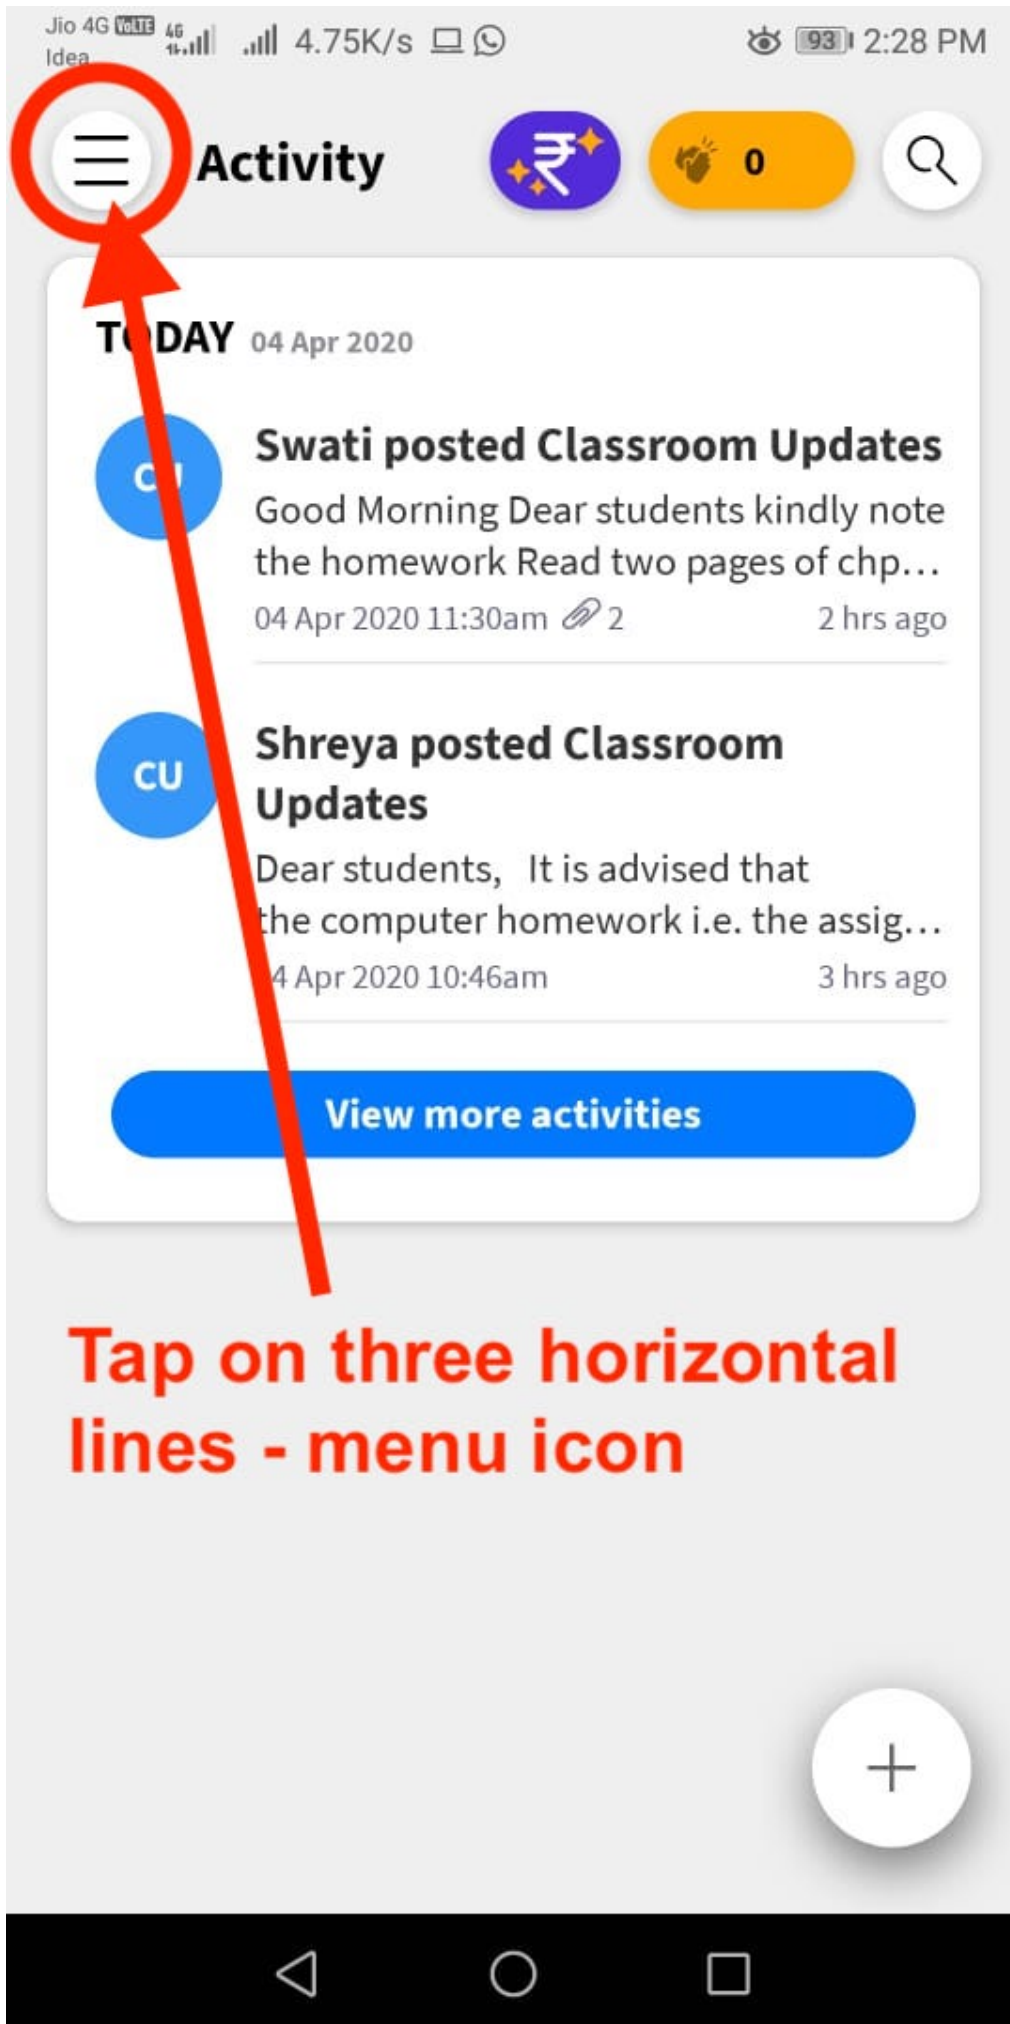 Jio 4G VoLTE 4G 4.75K/s 93 2:28 PM
Idea
Activity 0
TODAY 04 Apr 2020
CU
Swati posted Classroom Updates
Good Morning Dear students kindly note
the homework Read two pages of chp...
04 Apr 2020 11:30am 2 2 hrs ago
CU
Shreya posted Classroom
Updates
Dear students, It is advised that
the computer homework i.e. the assig...
4 Apr 2020 10:46am 3 hrs ago
View more activities
Tap on three horizontal
lines - menu icon